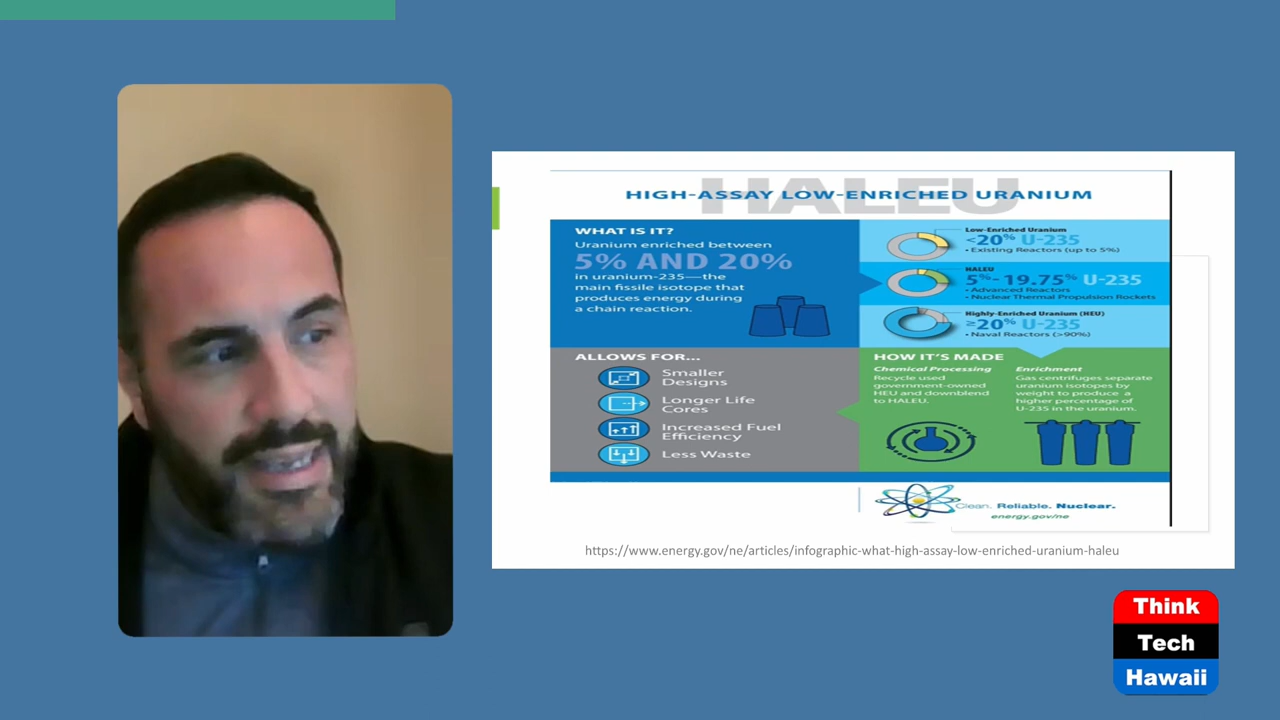 HALEU
HIGH-ASSAY LOW-ENRICHED URANIUM
WHAT IS IT?
Uranium enriched between
5% AND 20%
in uranium-235—the
main fissile isotope that
produces energy during
a chain reaction.
Low-Enriched Uranium
<20% U-235
• Existing Reactors (up to 5%)
HALEU
5%- 19.75% U-235
• Advanced Reactors
• Nuclear Thermal Propulsion Rockets
Highly-Enriched Uranium (HEU)
≥20% U-235
• Naval Reactors (>90%)
ALLOWS FOR...
Smaller
Designs
Longer Life
Cores
Increased Fuel
Efficiency
Less Waste
HOW IT'S MADE
Chemical Processing
Recycle used
government-owned
HEU and downblend
to HALEU.
Enrichment
Gas centrifuges separate
uranium isotopes by
weight to produce a
higher percentage of
U-235 in the uranium.
Clean. Reliable. Nuclear.
energy.gov/ne
https://www.energy.gov/ne/articles/infographic-what-high-assay-low-enriched-uranium-haleu
Think
Tech
Hawaii